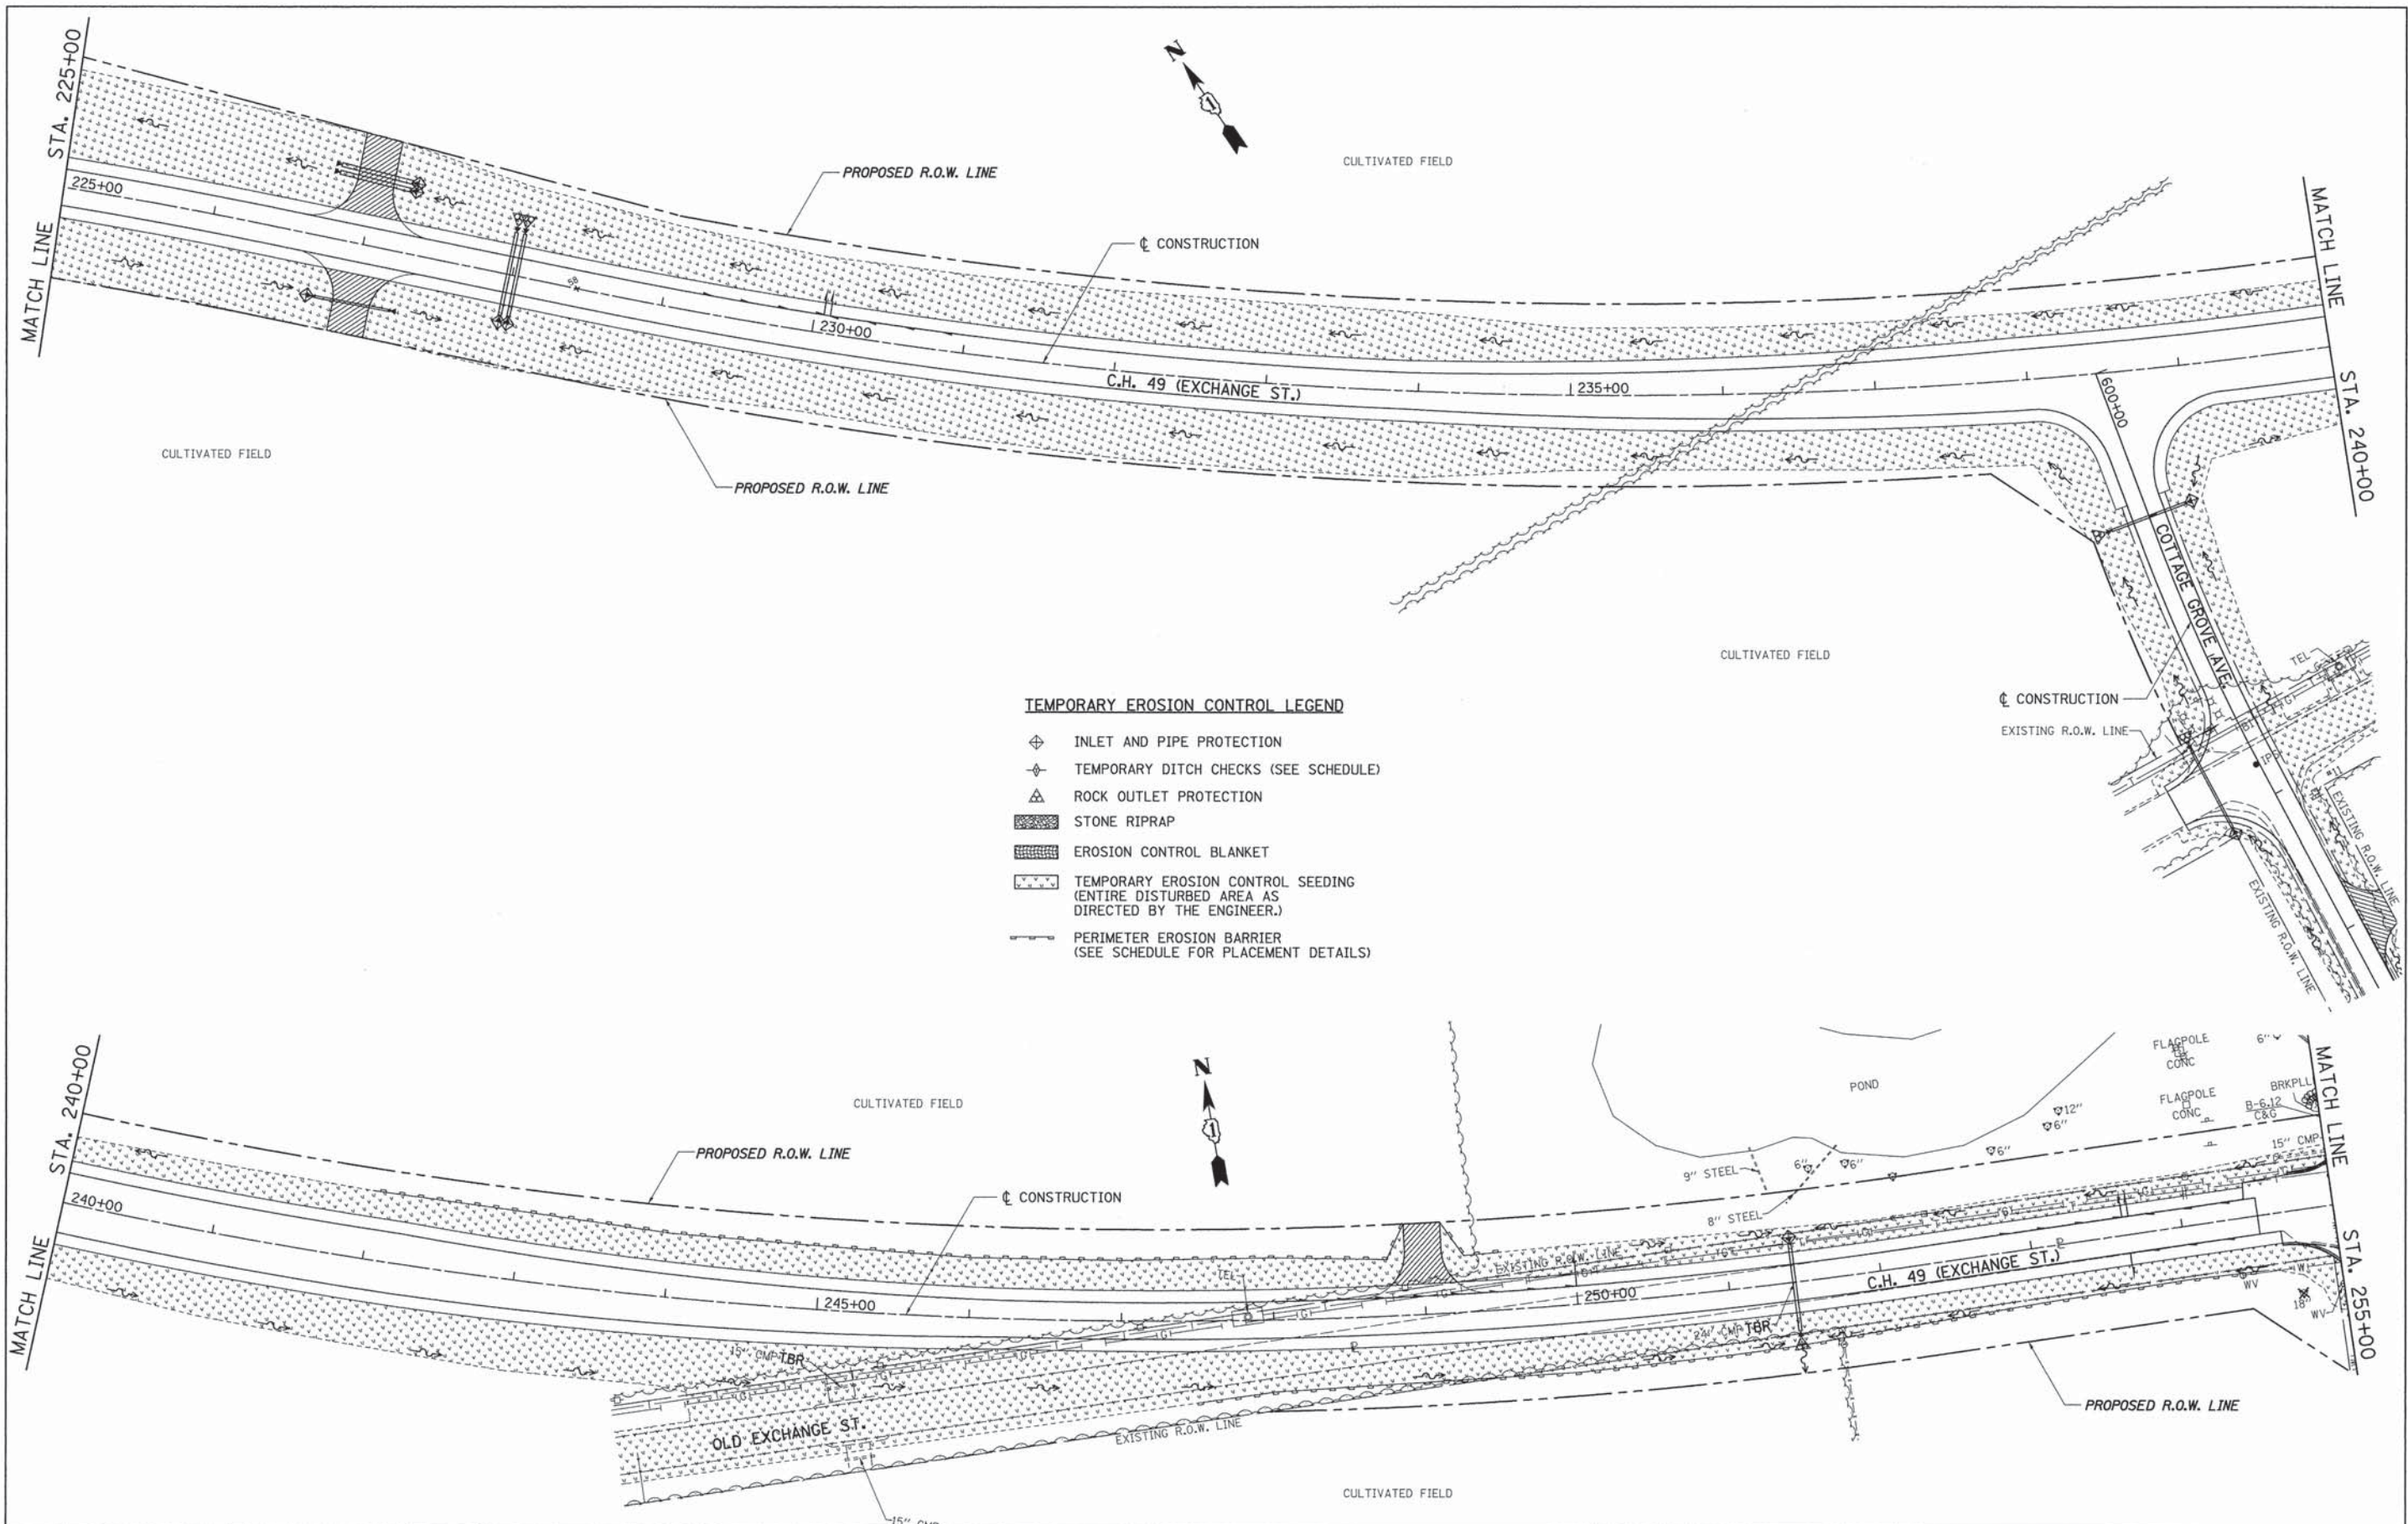 MATCH LINE STA. 225+00
225+00
N
1
CULTIVATED FIELD
PROPOSED R.O.W. LINE
℄ CONSTRUCTION
230+00
C.H. 49 (EXCHANGE ST.)
235+00
600+00
MATCH LINE STA. 240+00
CULTIVATED FIELD
PROPOSED R.O.W. LINE
COTTAGE GROVE AVE.
CULTIVATED FIELD
TEL
℄ CONSTRUCTION
EXISTING R.O.W. LINE
EXISTING R.O.W. LINE
EXISTING R.O.W. LINE
TEMPORARY EROSION CONTROL LEGEND
INLET AND PIPE PROTECTION
TEMPORARY DITCH CHECKS (SEE SCHEDULE)
ROCK OUTLET PROTECTION
STONE RIPRAP
EROSION CONTROL BLANKET
TEMPORARY EROSION CONTROL SEEDING
(ENTIRE DISTURBED AREA AS
DIRECTED BY THE ENGINEER.)
PERIMETER EROSION BARRIER
(SEE SCHEDULE FOR PLACEMENT DETAILS)
MATCH LINE STA. 240+00
240+00
N
1
CULTIVATED FIELD
PROPOSED R.O.W. LINE
℄ CONSTRUCTION
POND
FLAGPOLE
CONC
6"
FLAGPOLE
CONC
BRKPLL
B-6.12
C&G
12"
6"
6"
15" CMP
9" STEEL
6"
6"
8" STEEL
MATCH LINE STA. 255+00
TEL
EXISTING R.O.W. LINE
245+00
250+00
C.H. 49 (EXCHANGE ST.)
15" CMP TBR
24" CMP TBR
WV
18"
WV
OLD EXCHANGE ST.
EXISTING R.O.W. LINE
PROPOSED R.O.W. LINE
CULTIVATED FIELD